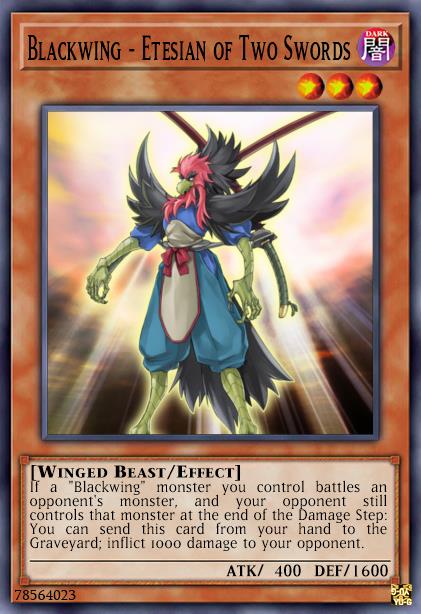 Blackwing - Etesian of Two Swords
DARK
闇
[Winged Beast/Effect]
If a "Blackwing" monster you control battles an
opponent's monster, and your opponent still
controls that monster at the end of the Damage Step:
You can send this card from your hand to the
Graveyard; inflict 1000 damage to your opponent.
ATK/ 400 DEF/1600
78564023